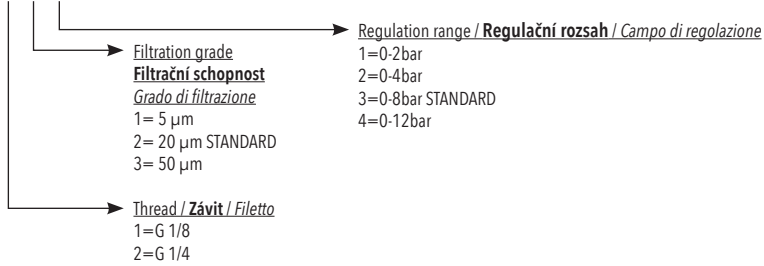 Regulation range / Regulační rozsah / Campo di regolazione
1=0-2bar
2=0-4bar
3=0-8bar STANDARD
4=0-12bar
Filtration grade
Filtrační schopnost
Grado di filtrazione
1= 5 µm
2= 20 µm STANDARD
3= 50 µm
Thread / Závit / Filetto
1=G 1/8
2=G 1/4